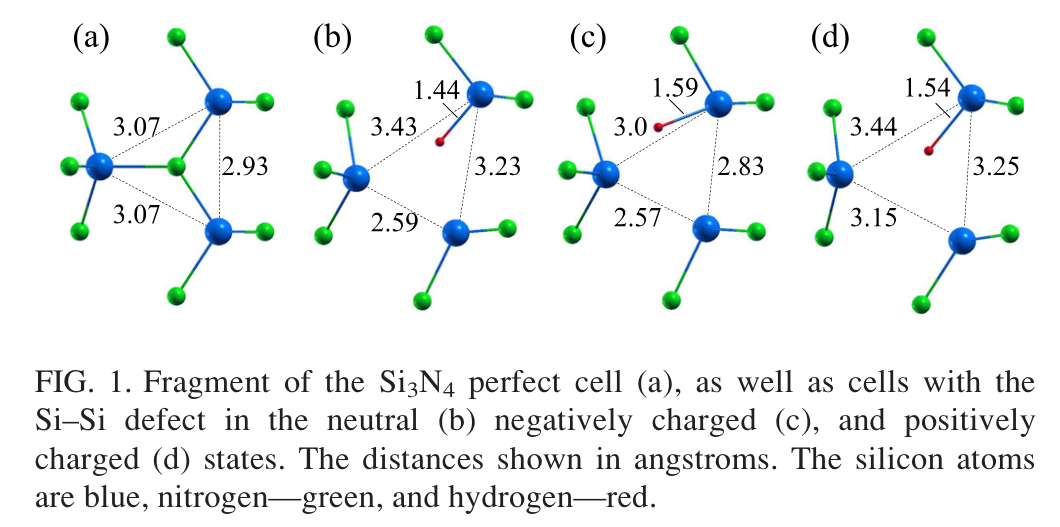 (a) (b) (c) (d)
1.44 1.59 1.54
3.07 3.43 3.0 3.44
2.93 3.23 2.83 3.25
3.07 2.59 2.57 3.15
FIG. 1. Fragment of the Si₃N₄ perfect cell (a), as well as cells with the
Si–Si defect in the neutral (b) negatively charged (c), and positively
charged (d) states. The distances shown in angstroms. The silicon atoms
are blue, nitrogen—green, and hydrogen—red.